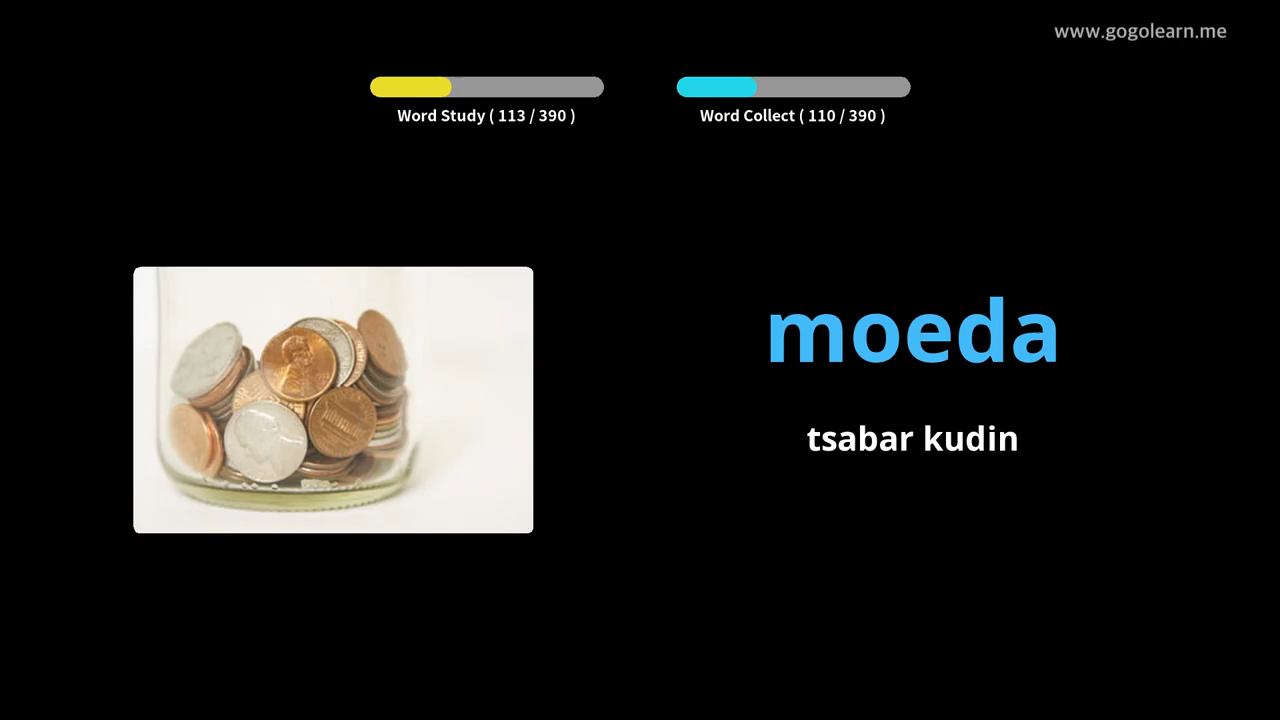 www.gogolearn.me
Word Study ( 113 / 390 )
Word Collect ( 110 / 390 )
moeda
tsabar kudin